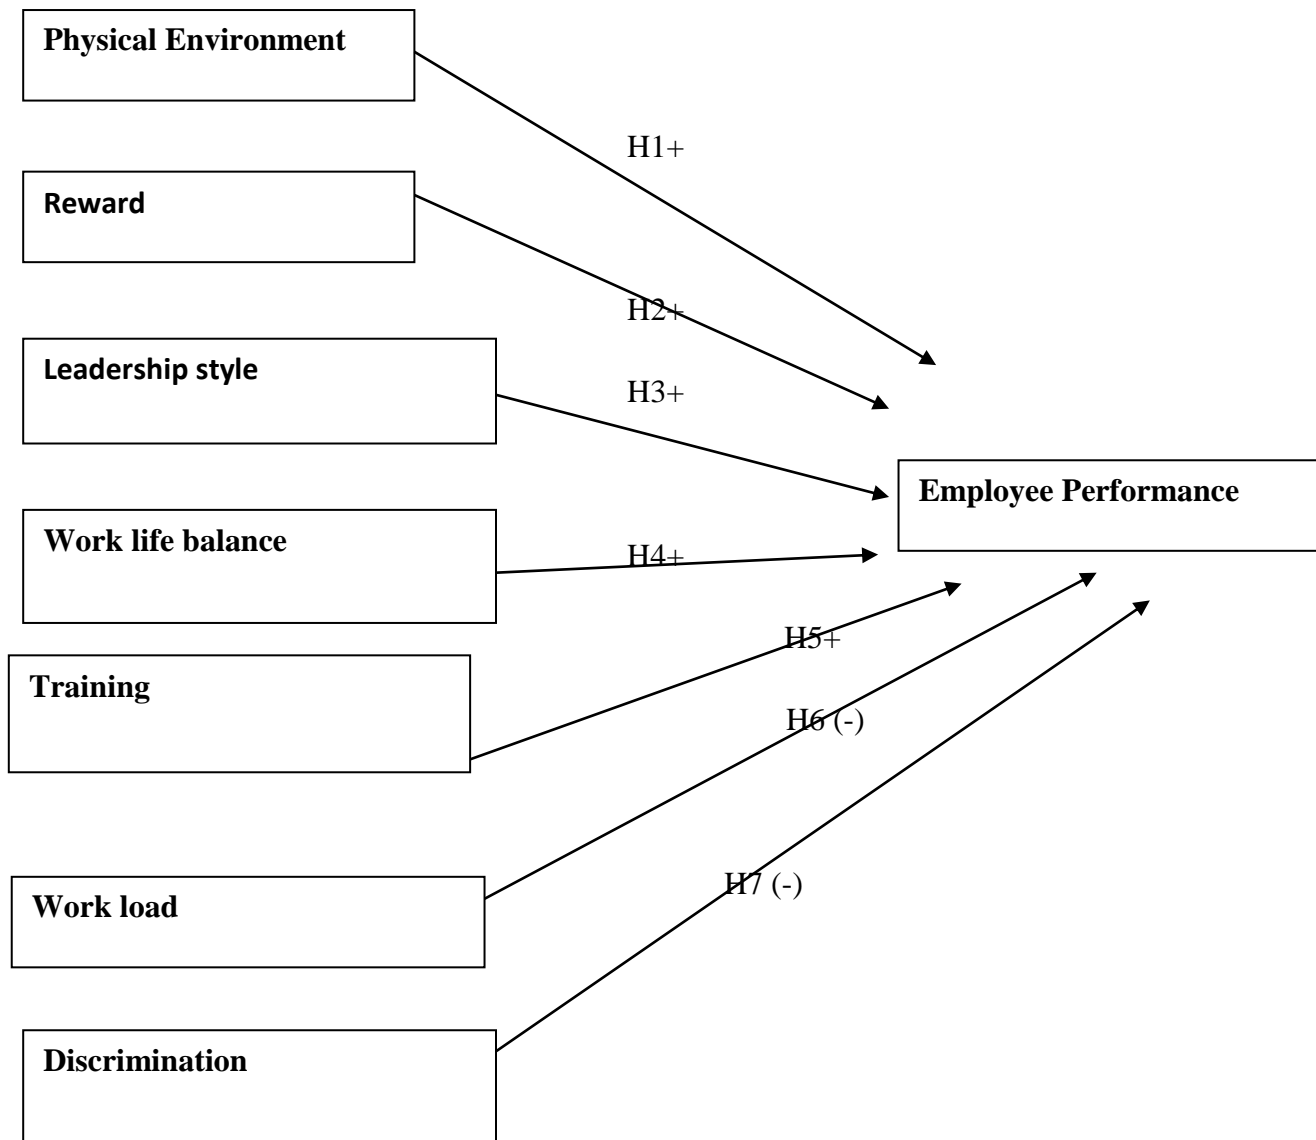 Physical Environment
H1+
Reward
H2+
Leadership style
H3+
Employee Performance
Work life balance
H4+
H5+
Training
H6 (-)
H7 (-)
Work load
Discrimination